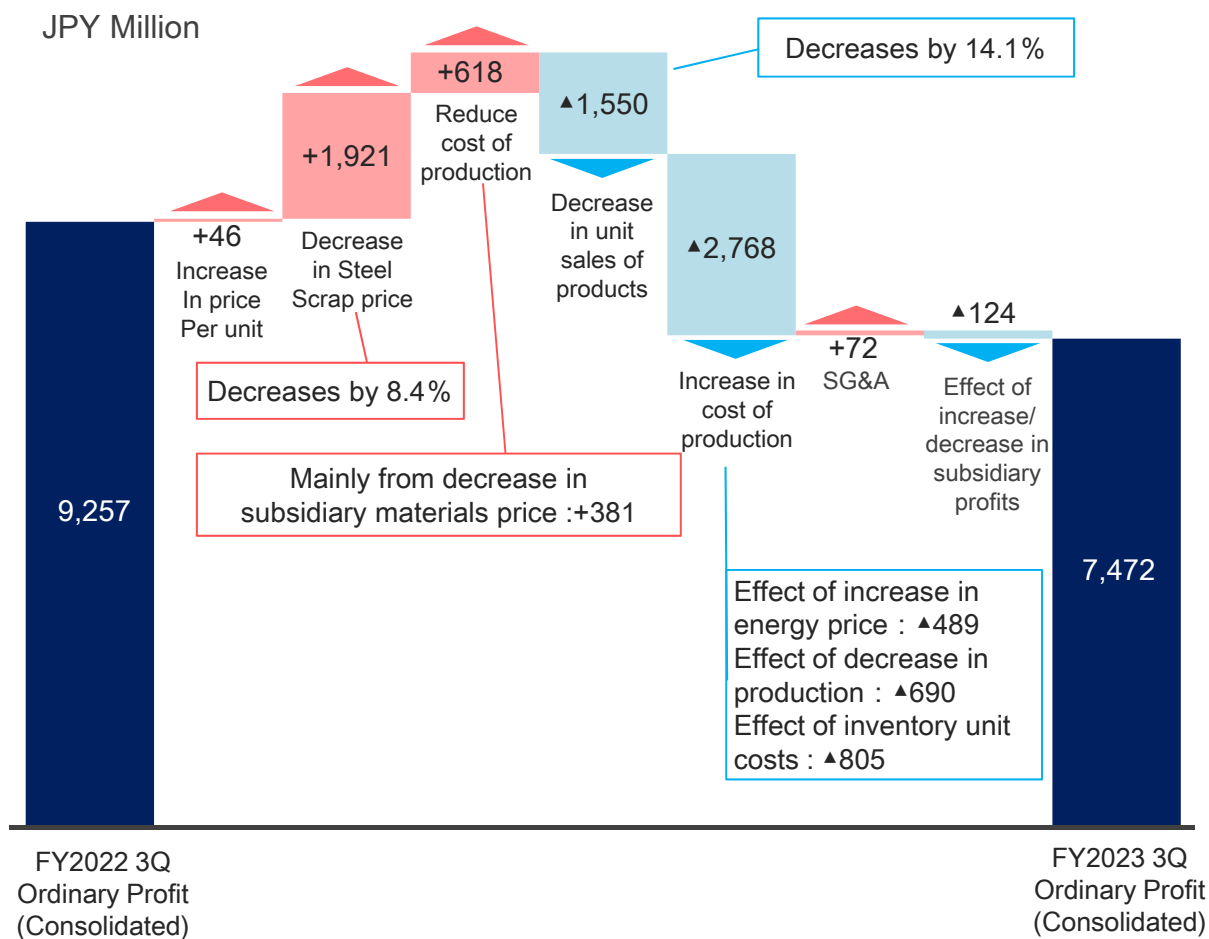 JPY Million
Decreases by 14.1%
+618
Reduce
cost of
production
▲1,550
+1,921
Decrease
in unit
sales of
products
+46
Increase
In price
Per unit
Decrease
in Steel
Scrap price
▲2,768
▲124
+72
SG&A
Decreases by 8.4%
Increase in
cost of
production
Effect of
increase/
decrease in
subsidiary
profits
Mainly from decrease in
subsidiary materials price :+381
9,257
7,472
Effect of increase in
energy price : ▲489
Effect of decrease in
production : ▲690
Effect of inventory unit
costs : ▲805
FY2022 3Q
Ordinary Profit
(Consolidated)
FY2023 3Q
Ordinary Profit
(Consolidated)